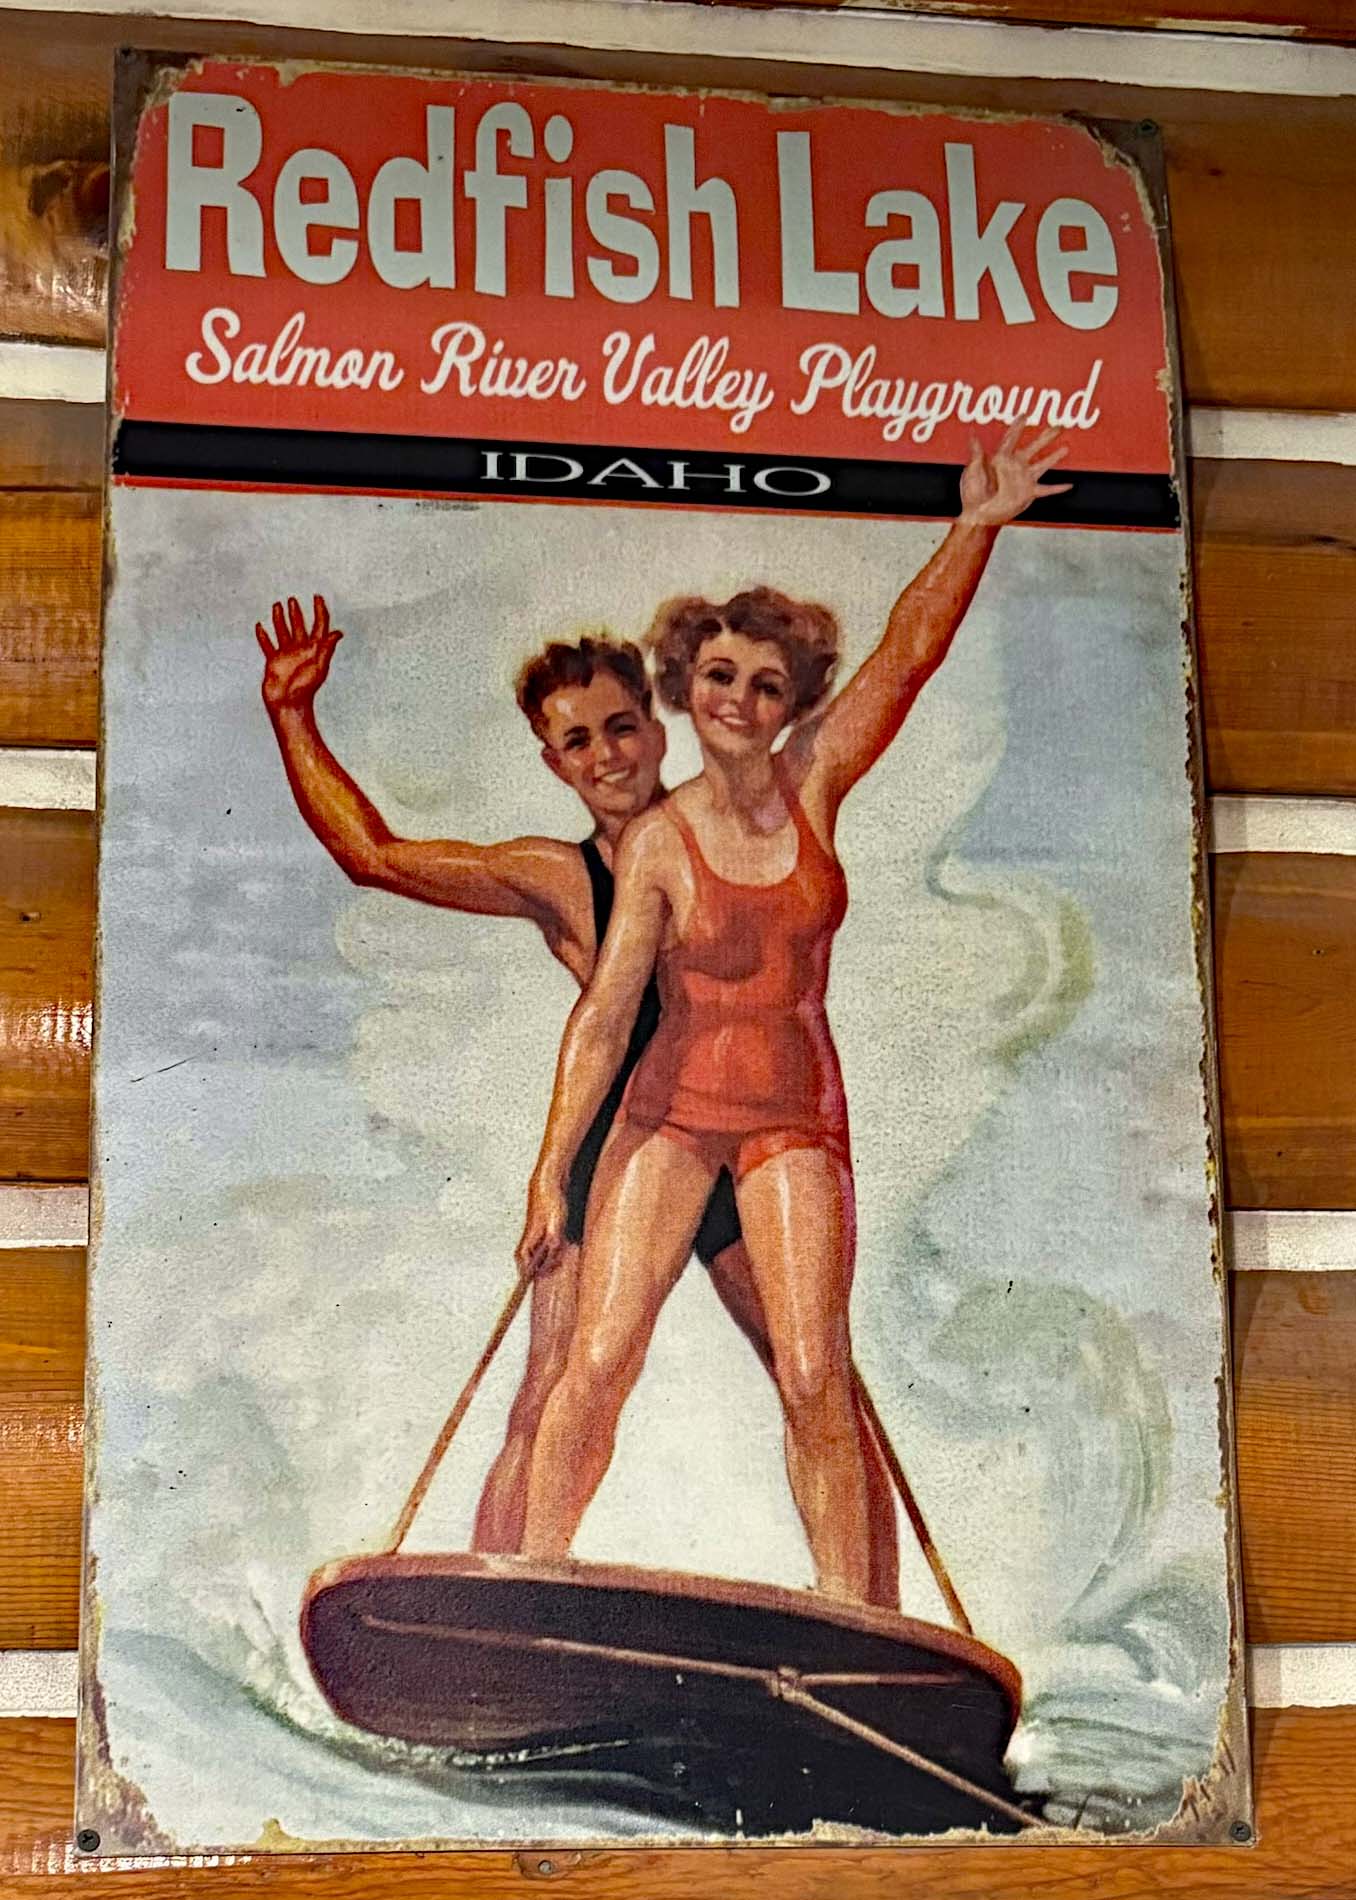 Redfish Lake
Salmon River Valley Playground
IDAHO